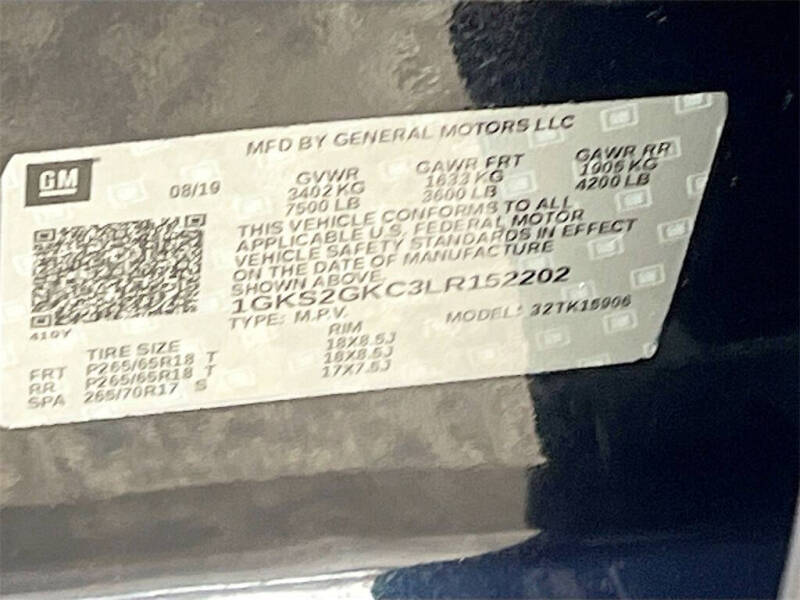 MFD BY GENERAL MOTORS LLC
GM
08/19
GVWR
3402 KG
7500 LB
GAWR FRT
1633 KG
3600 LB
GAWR RR
1905 KG
4200 LB
THIS VEHICLE CONFORMS TO ALL
APPLICABLE U.S. FEDERAL MOTOR
VEHICLE SAFETY STANDARDS IN EFFECT
ON THE DATE OF MANUFACTURE
SHOWN ABOVE.
1GKS2GKC3LR152202
TYPE: M.P.V. MODEL: 32TK15906
410Y
TIRE SIZE RIM
FRT P265/65R18 T 18X8.5J
RR P265/65R18 T 18X8.5J
SPA 265/70R17 S 17X7.5J